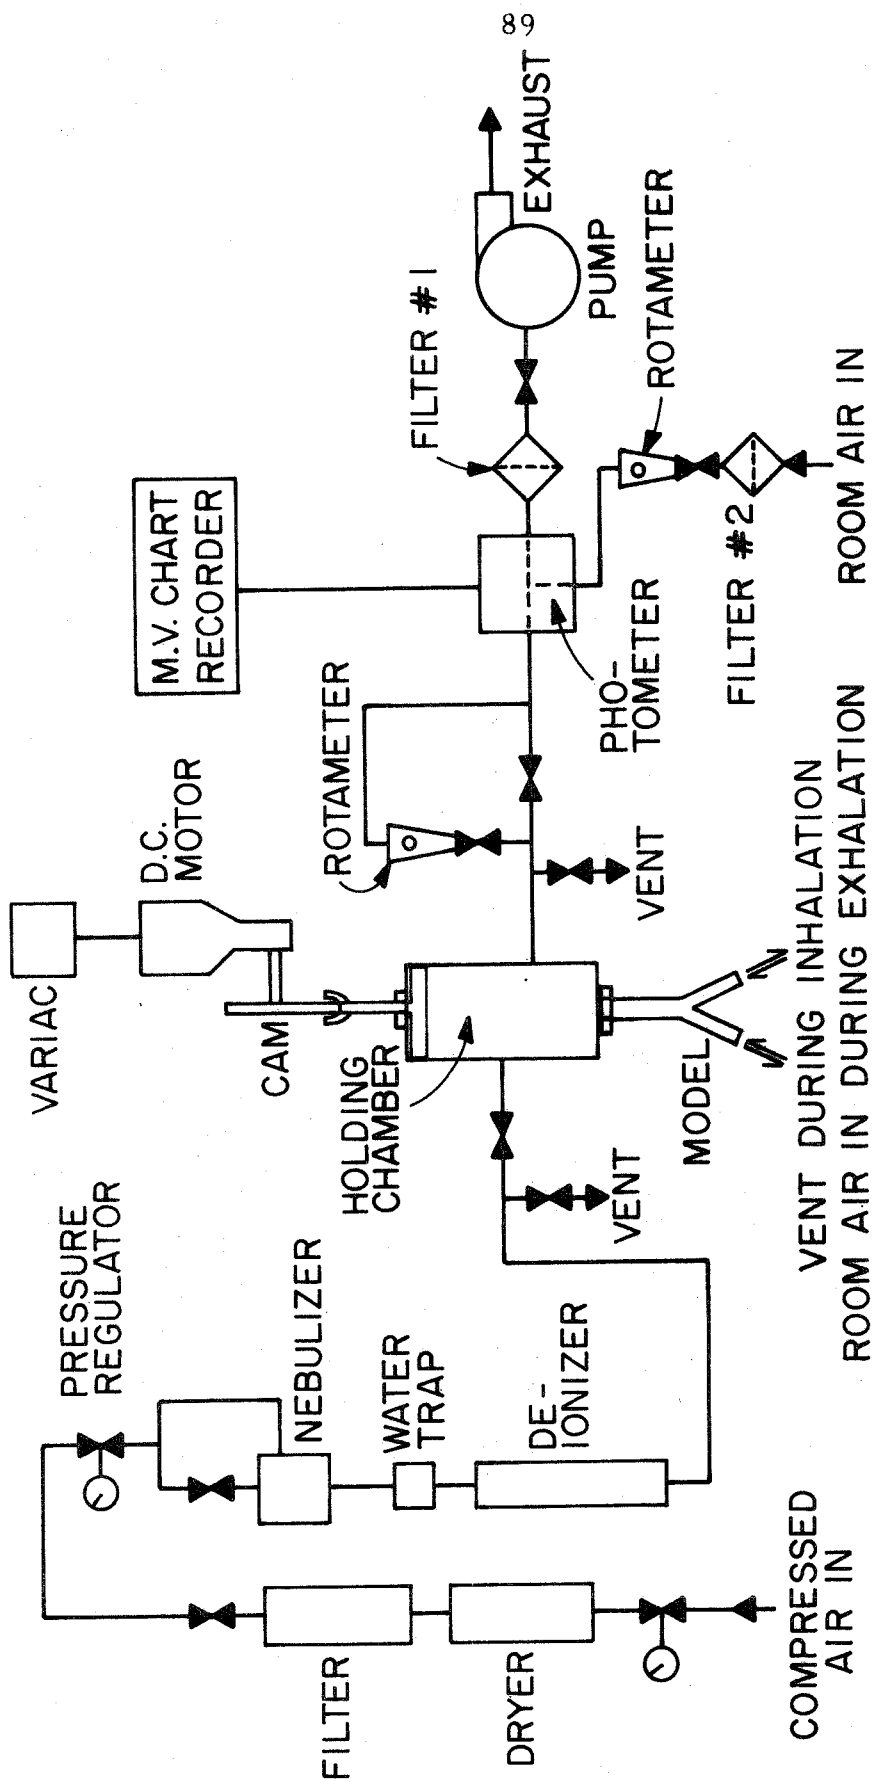 89
VARIAC
D.C.
MOTOR
M.V. CHART
RECORDER
PRESSURE
REGULATOR
CAM
ROTAMETER
FILTER #1
EXHAUST
HOLDING
CHAMBER
NEBULIZER
FILTER
WATER
TRAP
PUMP
PHO-
TOMETER
ROTAMETER
DE-
IONIZER
DRYER
VENT
VENT
MODEL
FILTER #2
COMPRESSED
AIR IN
VENT DURING INHALATION
ROOM AIR IN DURING EXHALATION
ROOM AIR IN